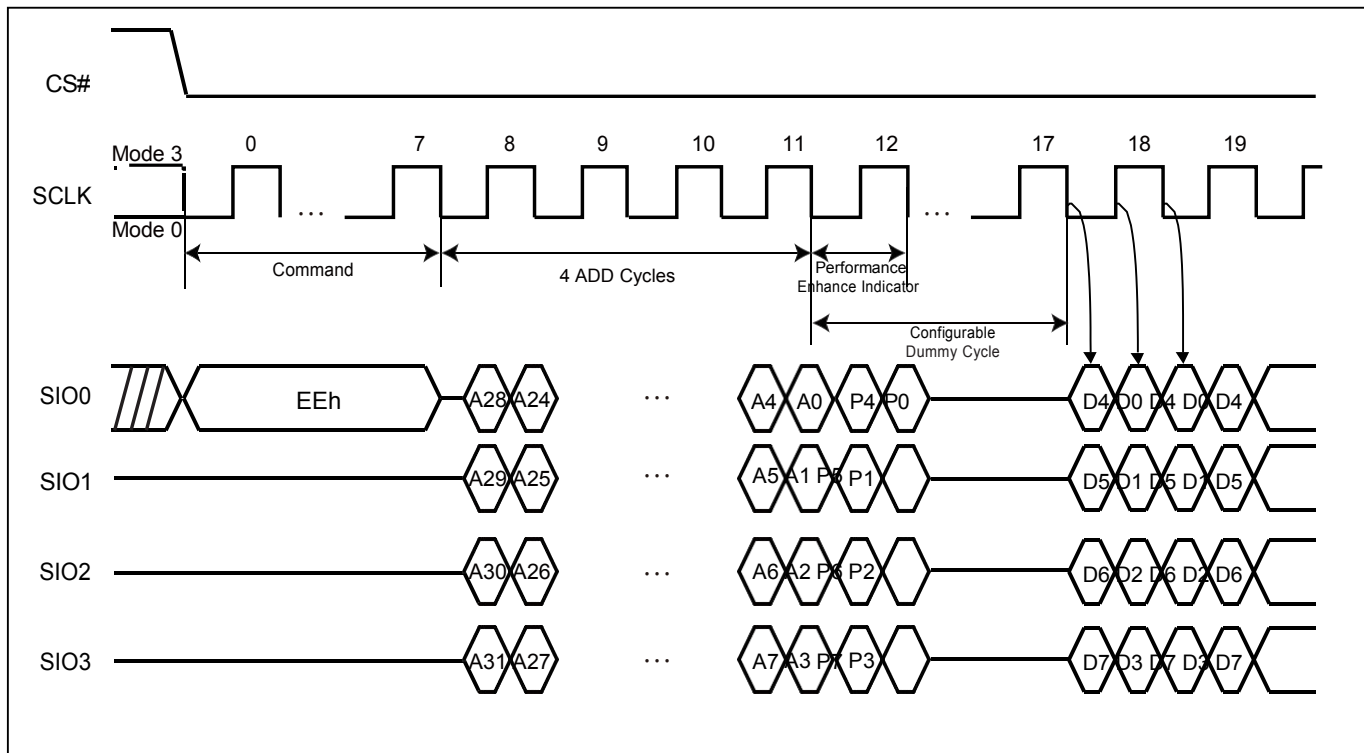 CS#
0 7 8 9 10 11 12 17 18 19
Mode 3
SCLK
... ...
Mode 0
Command
4 ADD Cycles
Performance
Enhance Indicator
Configurable
Dummy Cycle
SIO0 EEh A28 A24 ... A4 A0 P4 P0 D4 D0 D4 D0 D4
SIO1 A29 A25 ... A5 A1 P5 P1 D5 D1 D5 D1 D5
SIO2 A30 A26 ... A6 A2 P6 P2 D6 D2 D6 D2 D6
SIO3 A31 A27 ... A7 A3 P7 P3 D7 D3 D7 D3 D7